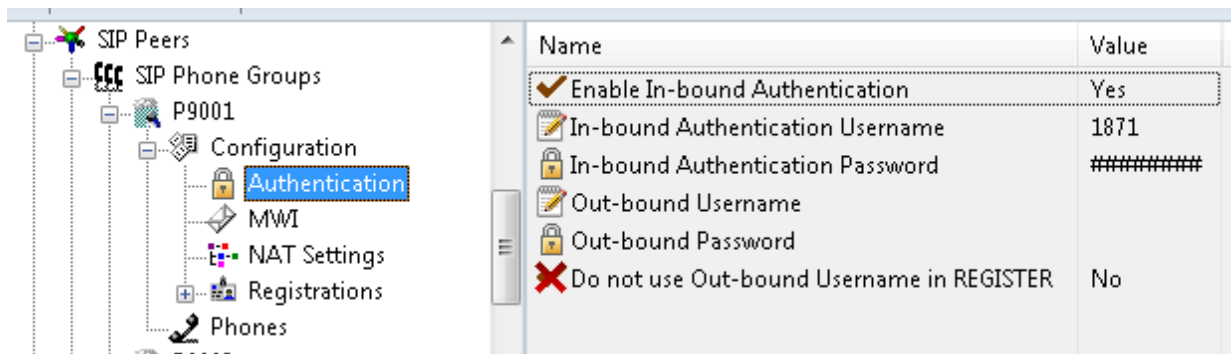 SIP Peers
SIP Phone Groups
P9001
Configuration
Authentication
MWI
NAT Settings
Registrations
Phones
Name Value
Enable In-bound Authentication Yes
In-bound Authentication Username 1871
In-bound Authentication Password ##########
Out-bound Username
Out-bound Password
Do not use Out-bound Username in REGISTER No